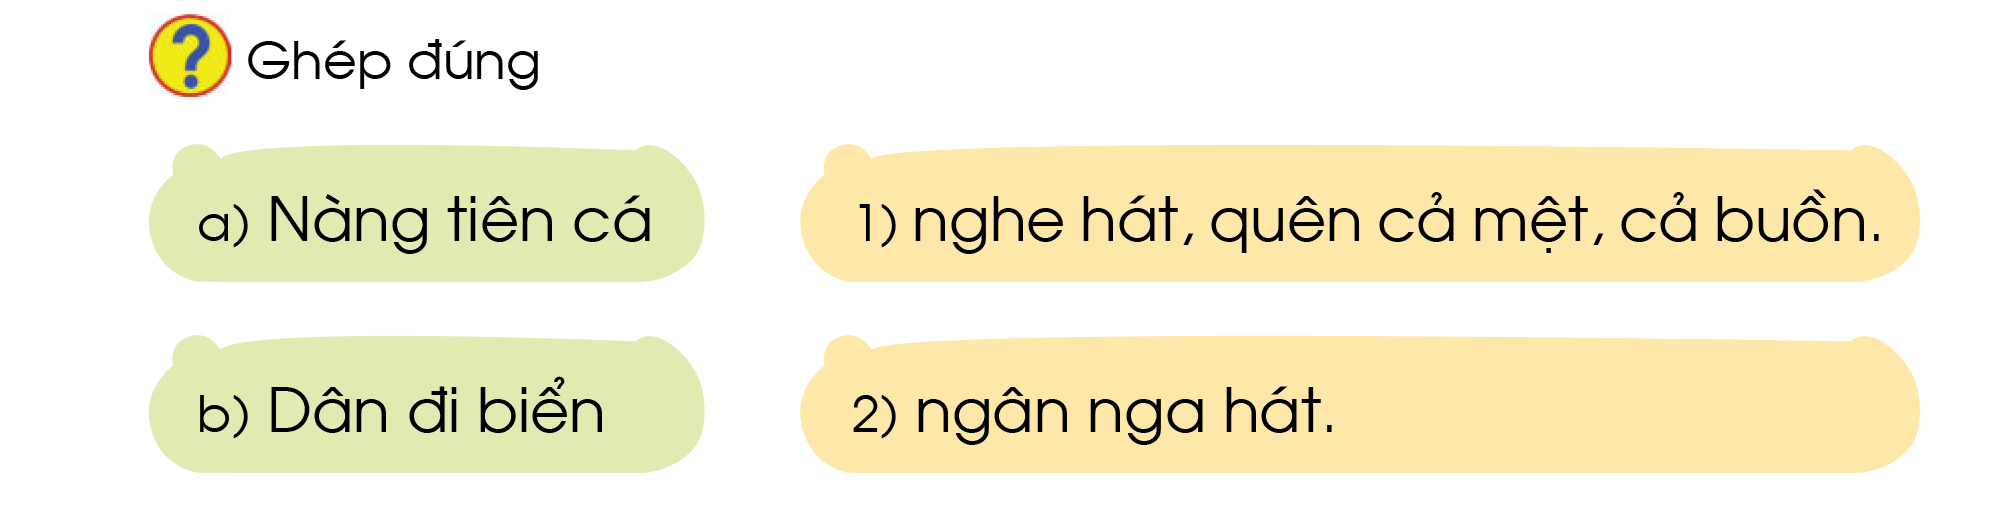 ? Ghép đúng
a) Nàng tiên cá
1) nghe hát, quên cả mệt, cả buồn.
b) Dân đi biển
2) ngân nga hát.